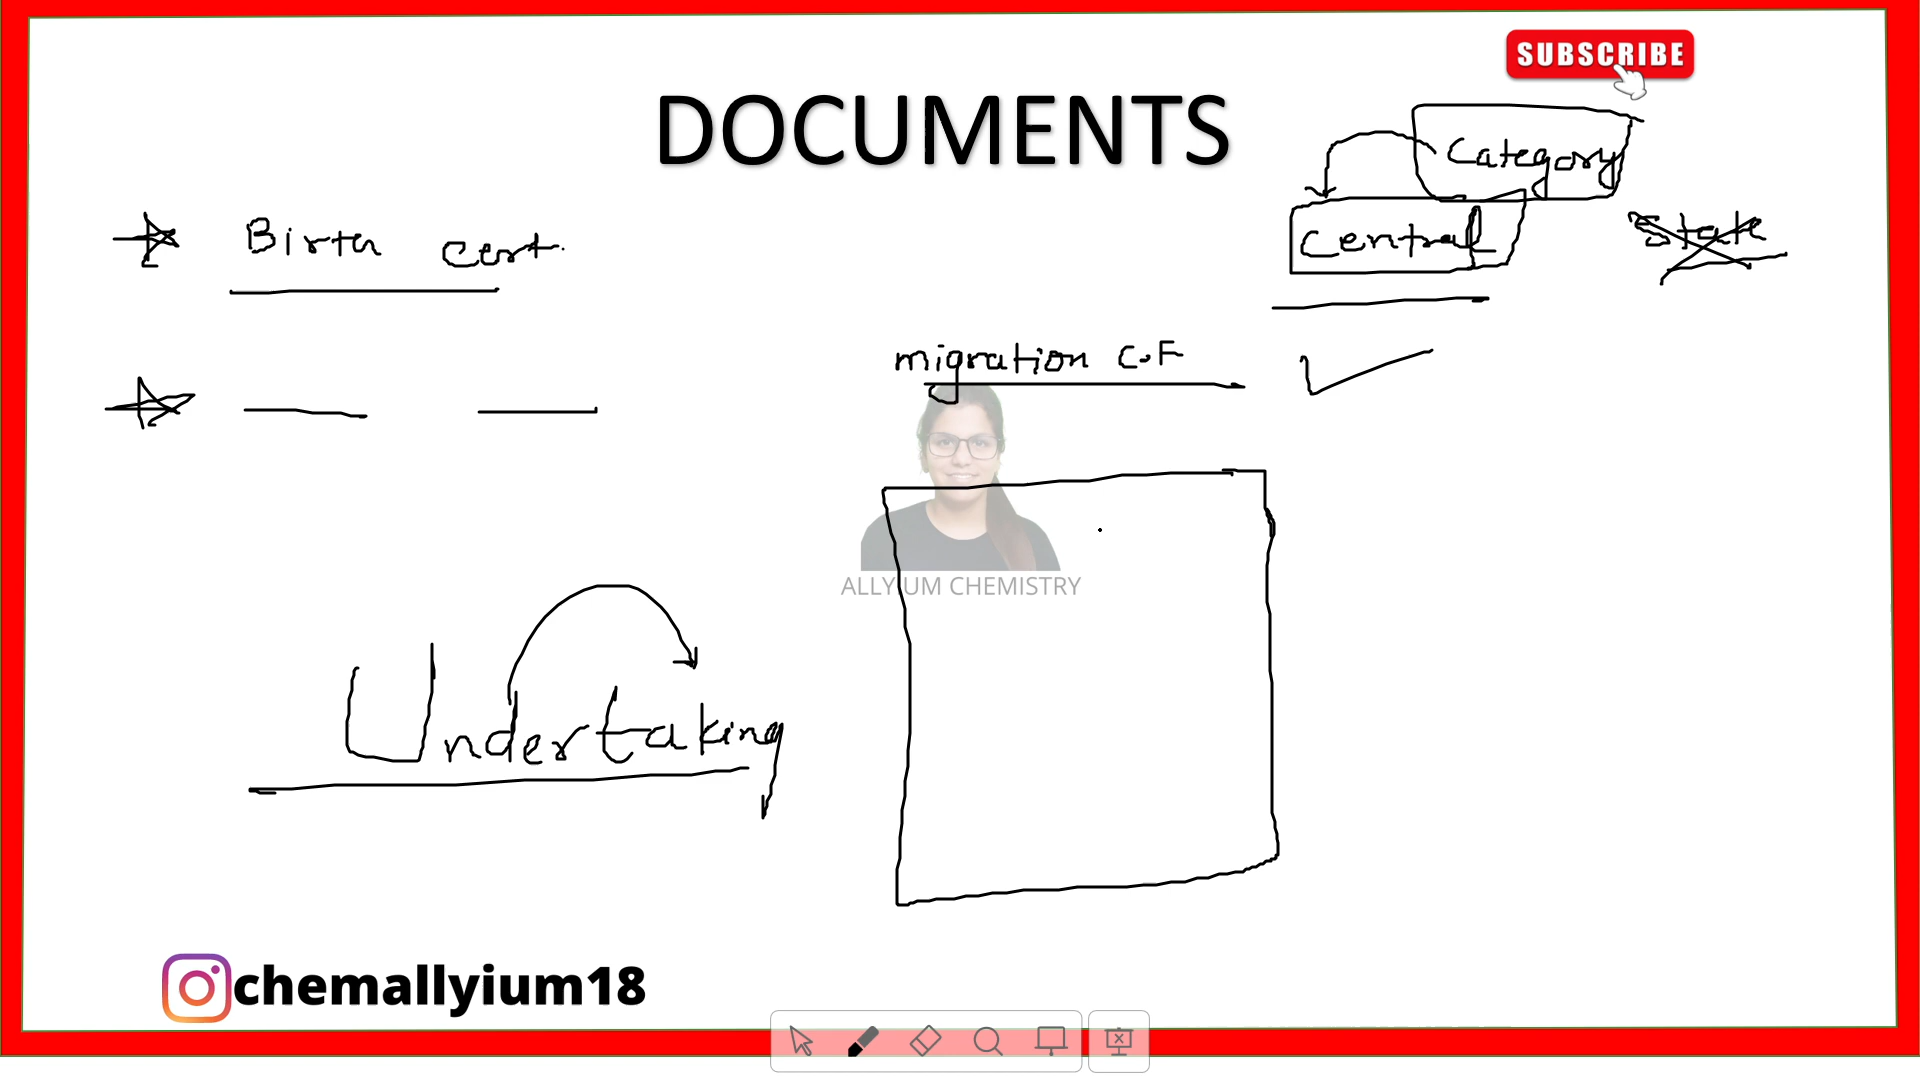 SUBSCRIBE
DOCUMENTS
Category
Birth Cert.
Central
State
migration C.F
ALLYIUM CHEMISTRY
Undertaking
chemallyium18